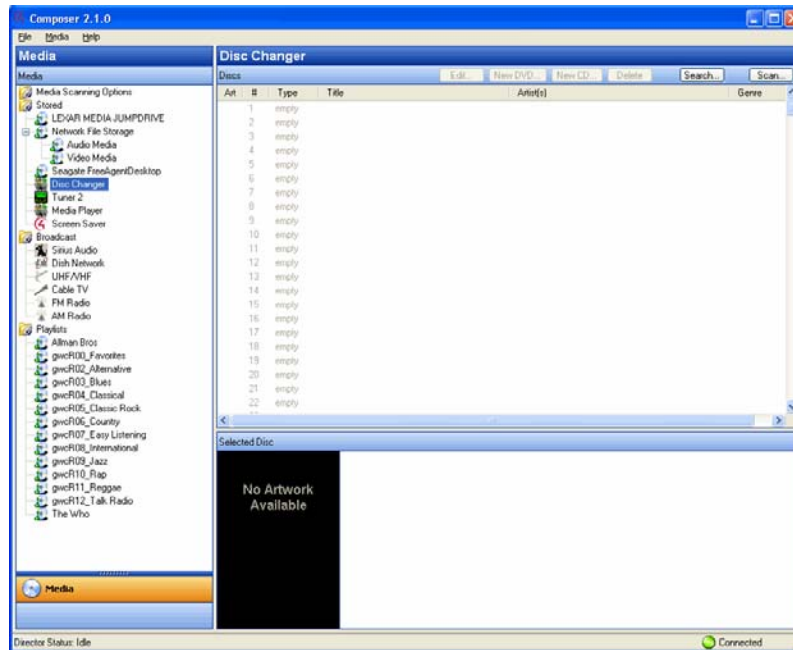 Composer 2.1.0
File Media Help
Media
Disc Changer
Media
Discs Edit... New DVD... New CD... Delete Search... Scan...
Art # Type Title Artist(s) Genre
Media Scanning Options
Stored
LEXAR MEDIA JUMPDRIVE
Network File Storage
Audio Media
Video Media
Seagate FreeAgentDesktop
Disc Changer
Tuner 2
Media Player
Screen Saver
Broadcast
Sirius Audio
Dish Network
UHF/VHF
Cable TV
FM Radio
AM Radio
Playlists
Allman Bros
gwcR00_Favorites
gwcR02_Alternative
gwcR03_Blues
gwcR04_Classical
gwcR05_Classic Rock
gwcR06_Country
gwcR07_Easy Listening
gwcR08_International
gwcR09_Jazz
gwcR10_Rap
gwcR11_Reggae
gwcR12_Talk Radio
The Who
Media
1 empty
2 empty
3 empty
4 empty
5 empty
6 empty
7 empty
8 empty
9 empty
10 empty
11 empty
12 empty
13 empty
14 empty
15 empty
16 empty
17 empty
18 empty
19 empty
20 empty
21 empty
22 empty
Selected Disc
No Artwork
Available
Director Status: Idle
Connected